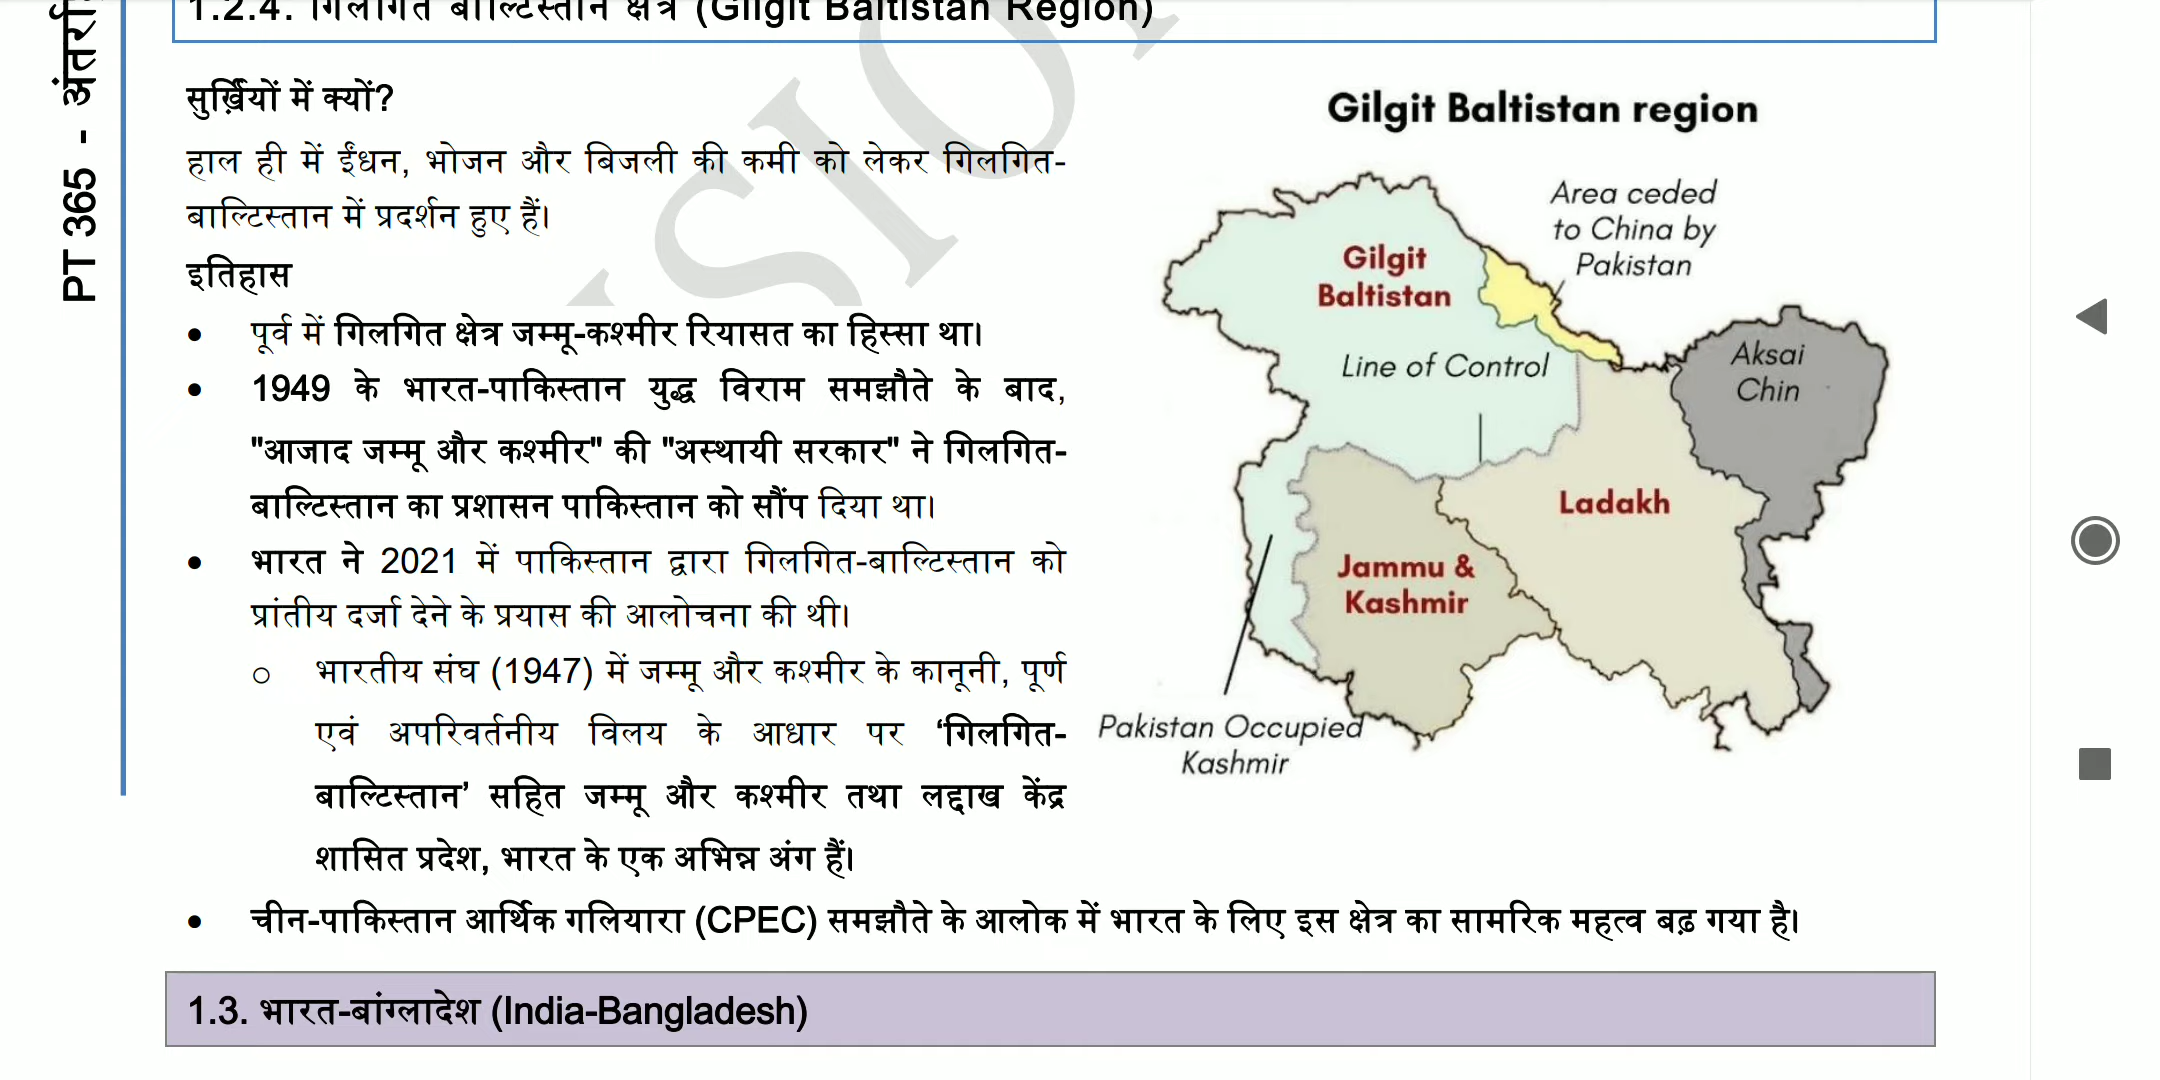 1.2.4. गिलगित बाल्टिस्तान क्षेत्र (Gilgit Baltistan Region)
PT 365 -
सुर्ख़ियों में क्यों?
हाल ही में ईंधन, भोजन और बिजली की कमी को लेकर गिलगित-
बाल्टिस्तान में प्रदर्शन हुए हैं।
इतिहास
• पूर्व में गिलगित क्षेत्र जम्मू-कश्मीर रियासत का हिस्सा था।
• 1949 के भारत-पाकिस्तान युद्ध विराम समझौते के बाद,
"आजाद जम्मू और कश्मीर" की "अस्थायी सरकार" ने गिलगित-
बाल्टिस्तान का प्रशासन पाकिस्तान को सौंप दिया था।
• भारत ने 2021 में पाकिस्तान द्वारा गिलगित-बाल्टिस्तान को
प्रांतीय दर्जा देने के प्रयास की आलोचना की थी।
o भारतीय संघ (1947) में जम्मू और कश्मीर के कानूनी, पूर्ण
एवं अपरिवर्तनीय विलय के आधार पर ‘गिलगित-
बाल्टिस्तान’ सहित जम्मू और कश्मीर तथा लद्दाख केंद्र
शासित प्रदेश, भारत के एक अभिन्न अंग हैं।
Gilgit Baltistan region
Area ceded
to China by
Pakistan
Gilgit
Baltistan
Line of Control
Aksai
Chin
Ladakh
Jammu &
Kashmir
Pakistan Occupied
Kashmir
• चीन-पाकिस्तान आर्थिक गलियारा (CPEC) समझौते के आलोक में भारत के लिए इस क्षेत्र का सामरिक महत्व बढ़ गया है।
1.3. भारत-बांग्लादेश (India-Bangladesh)